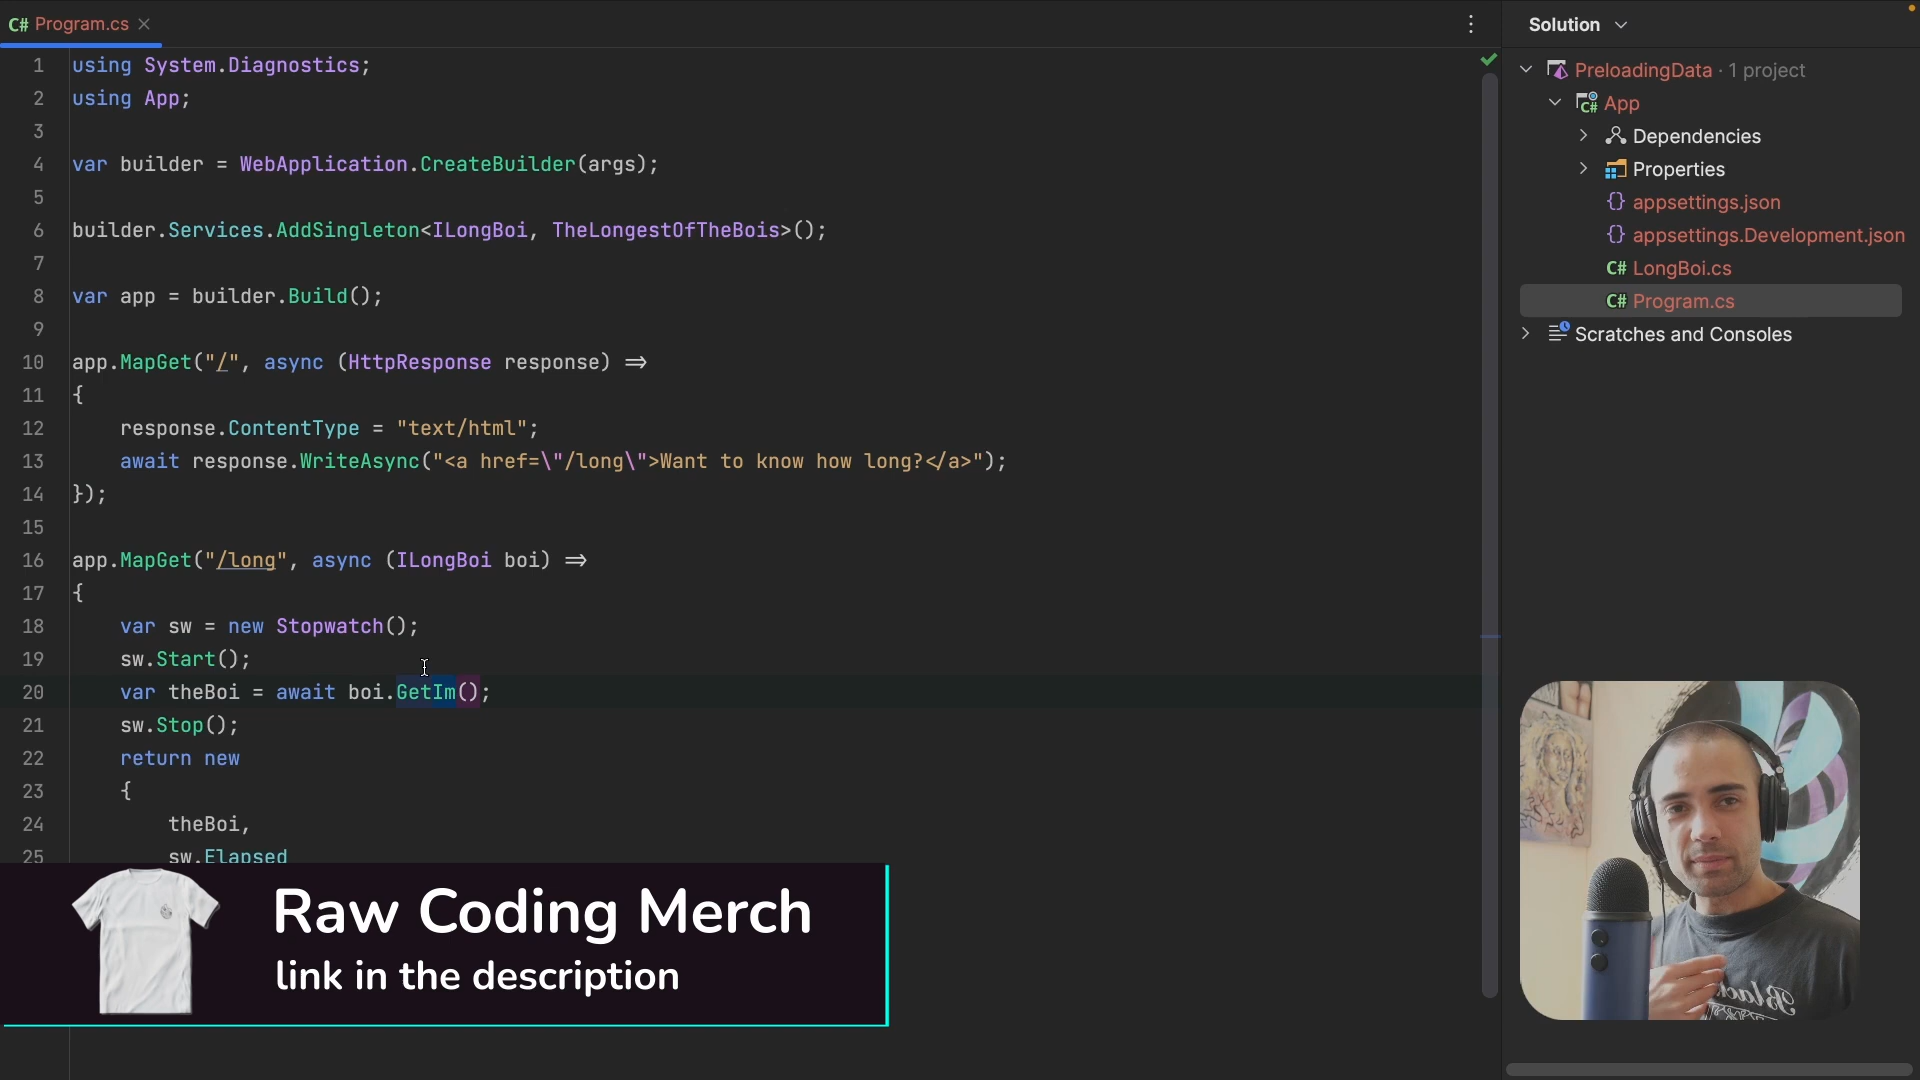 C# Program.cs
Solution
1 using System.Diagnostics;
2 using App;
3
4 var builder = WebApplication.CreateBuilder(args);
5
6 builder.Services.AddSingleton<ILongBoi, TheLongestOfTheBois>();
7
8 var app = builder.Build();
9
10 app.MapGet("/", async (HttpResponse response) =>
11 {
12 response.ContentType = "text/html";
13 await response.WriteAsync("<a href=\"/long\">Want to know how long?</a>");
14 });
15
16 app.MapGet("/long", async (ILongBoi boi) =>
17 {
18 var sw = new Stopwatch();
19 sw.Start();
20 var theBoi = await boi.GetIm();
21 sw.Stop();
22 return new
23 {
24 theBoi,
25 sw.Elapsed
PreloadingData · 1 project
C# App
Dependencies
Properties
{} appsettings.json
{} appsettings.Development.json
C# LongBoi.cs
C# Program.cs
Scratches and Consoles
Raw Coding Merch
link in the description